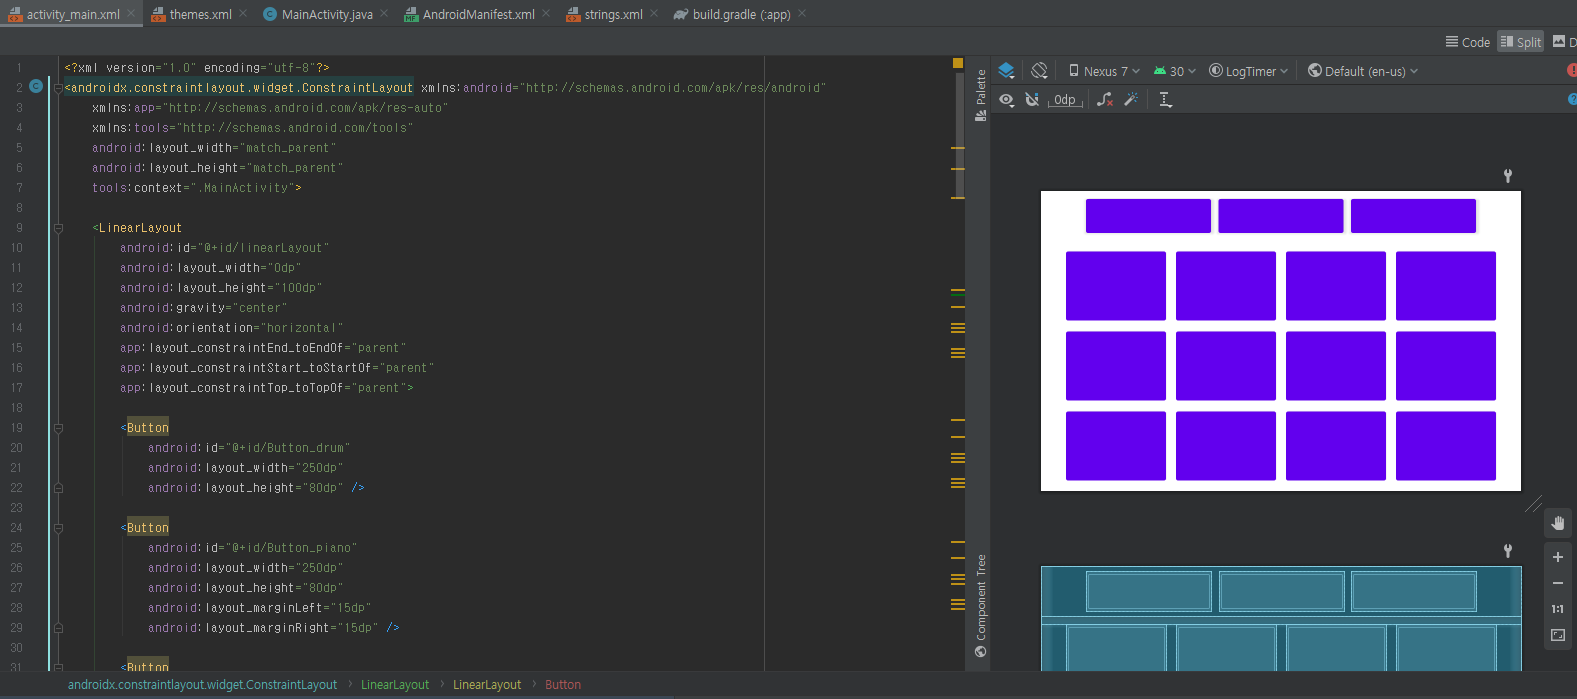 activity_main.xml themes.xml MainActivity.java AndroidManifest.xml strings.xml build.gradle (:app)
Code Split D
Nexus 7 30 LogTimer Default (en-us)
0dp
Palette
Component Tree
1 <?xml version="1.0" encoding="utf-8"?>
2 <androidx.constraintlayout.widget.ConstraintLayout xmlns:android="http://schemas.android.com/apk/res/android"
3 xmlns:app="http://schemas.android.com/apk/res-auto"
4 xmlns:tools="http://schemas.android.com/tools"
5 android:layout_width="match_parent"
6 android:layout_height="match_parent"
7 tools:context=".MainActivity">
8
9 <LinearLayout
10 android:id="@+id/linearLayout"
11 android:layout_width="0dp"
12 android:layout_height="100dp"
13 android:gravity="center"
14 android:orientation="horizontal"
15 app:layout_constraintEnd_toEndOf="parent"
16 app:layout_constraintStart_toStartOf="parent"
17 app:layout_constraintTop_toTopOf="parent">
18
19 <Button
20 android:id="@+id/Button_drum"
21 android:layout_width="250dp"
22 android:layout_height="80dp" />
23
24 <Button
25 android:id="@+id/Button_piano"
26 android:layout_width="250dp"
27 android:layout_height="80dp"
28 android:layout_marginLeft="15dp"
29 android:layout_marginRight="15dp" />
30
31 <Button
1:1
androidx.constraintlayout.widget.ConstraintLayout LinearLayout LinearLayout Button